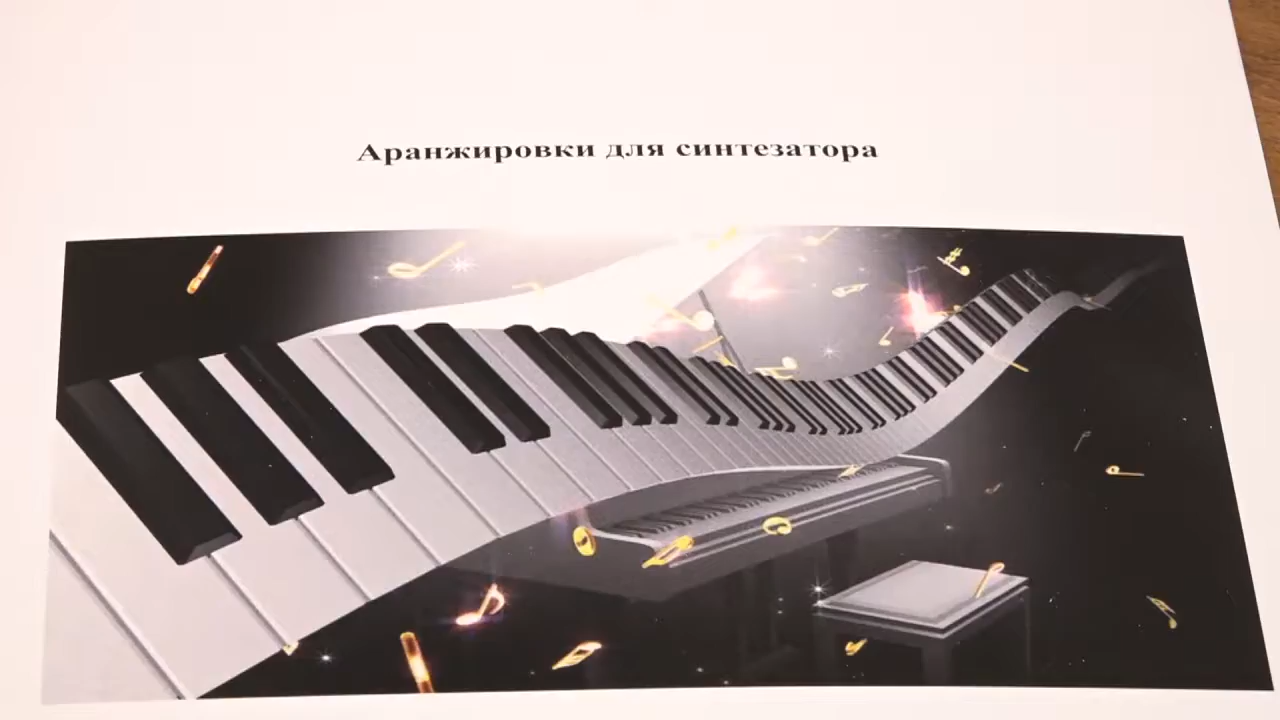 Аранжировки для синтезатора